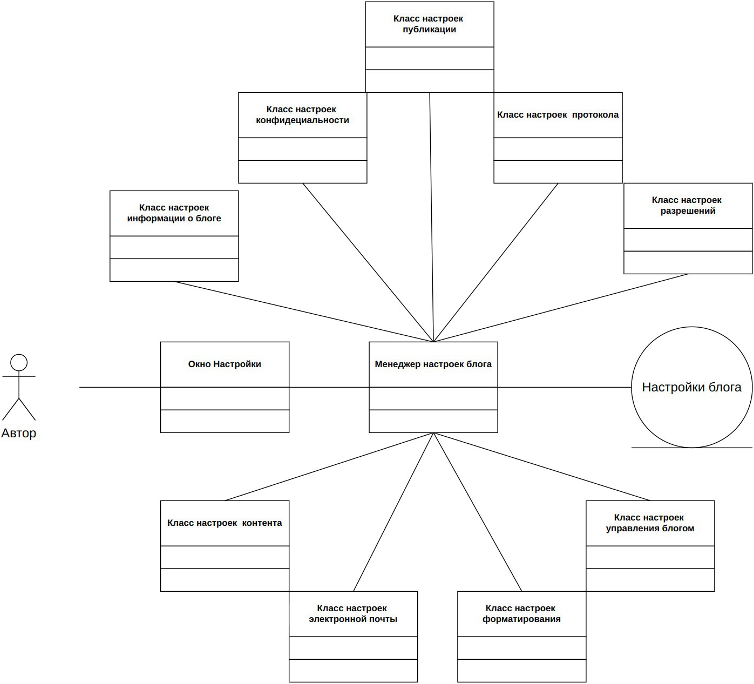 Класс настроек
публикации
Класс настроек
конфидециальности
Класс настроек  протокола
Класс настроек
информации о блоге
Класс настроек
разрешений
Окно Настройки
Менеджер настроек блога
Настройки блога
Автор
Класс настроек  контента
Класс настроек
управления блогом
Класс настроек
электронной почты
Класс настроек
форматирования